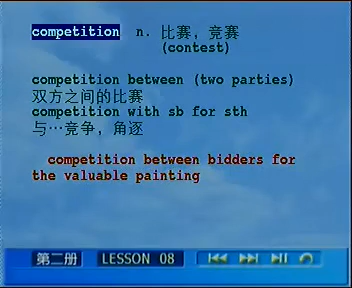 competition n. 比赛，竞赛
(contest)
competition between (two parties)
双方之间的比赛
competition with sb for sth
与…竞争，角逐
competition between bidders for
the valuable painting
第二册 LESSON 08